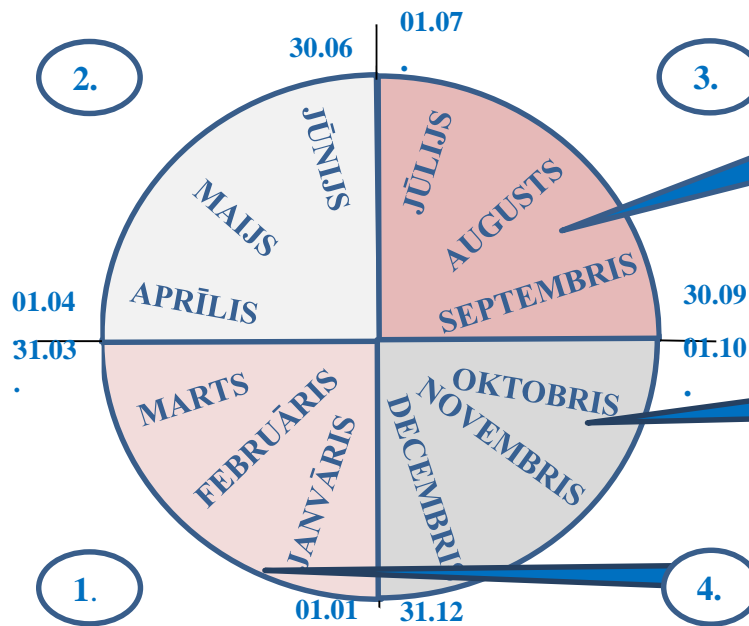 01.07
.
30.06
2.
3.
JŪNIJS
JŪLIJS
MAIJS
AUGUSTS
APRĪLIS
SEPTEMBRIS
01.04
30.09
31.03
.
01.10
.
MARTS
OKTOBRIS
FEBRUĀRIS
NOVEMBRIS
JANVĀRIS
DECEMBRIS
1.
4.
01.01
31.12